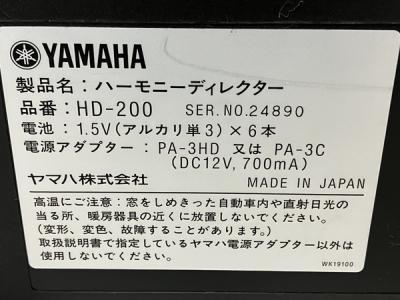 YAMAHA
製品名：ハーモニーディレクター
品番：HD-200 SER.NO.24890
電池：1.5V(アルカリ単3)×6本
電源アダプター：PA-3HD 又は PA-3C
(DC12V, 700mA)
ヤマハ株式会社 MADE IN JAPAN
高温にご注意：窓をしめきった自動車内や直射日光の
当る所、暖房器具の近くに放置しないでください。
(変形、変色、故障することがあります。)
取扱説明書で指定しているヤマハ電源アダプター以外は
使用しないでください。
WK19100